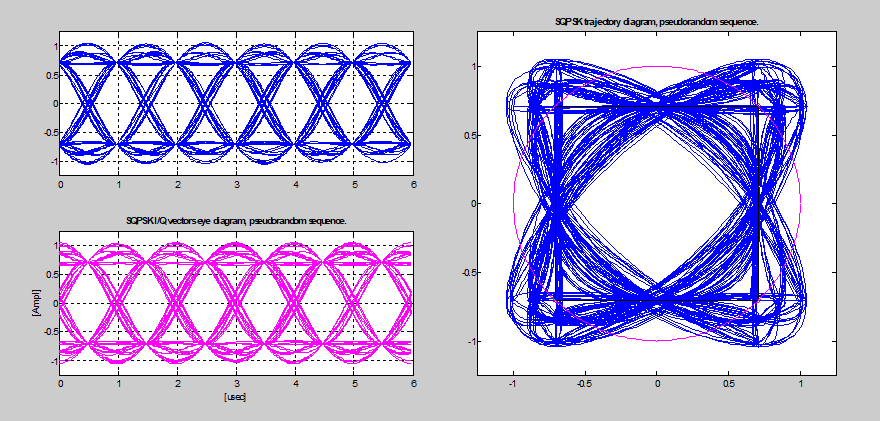 SQPSK trajectory diagram, pseudorandom sequence.
1
0.5
0
-0.5
-1
0 1 2 3 4 5 6
SQPSK I/Q vectors eye diagram, pseudorandom sequence.
1
0.5
0
-0.5
-1
[Ampl]
0 1 2 3 4 5 6
[usec]
1
0.5
0
-0.5
-1
-1 -0.5 0 0.5 1